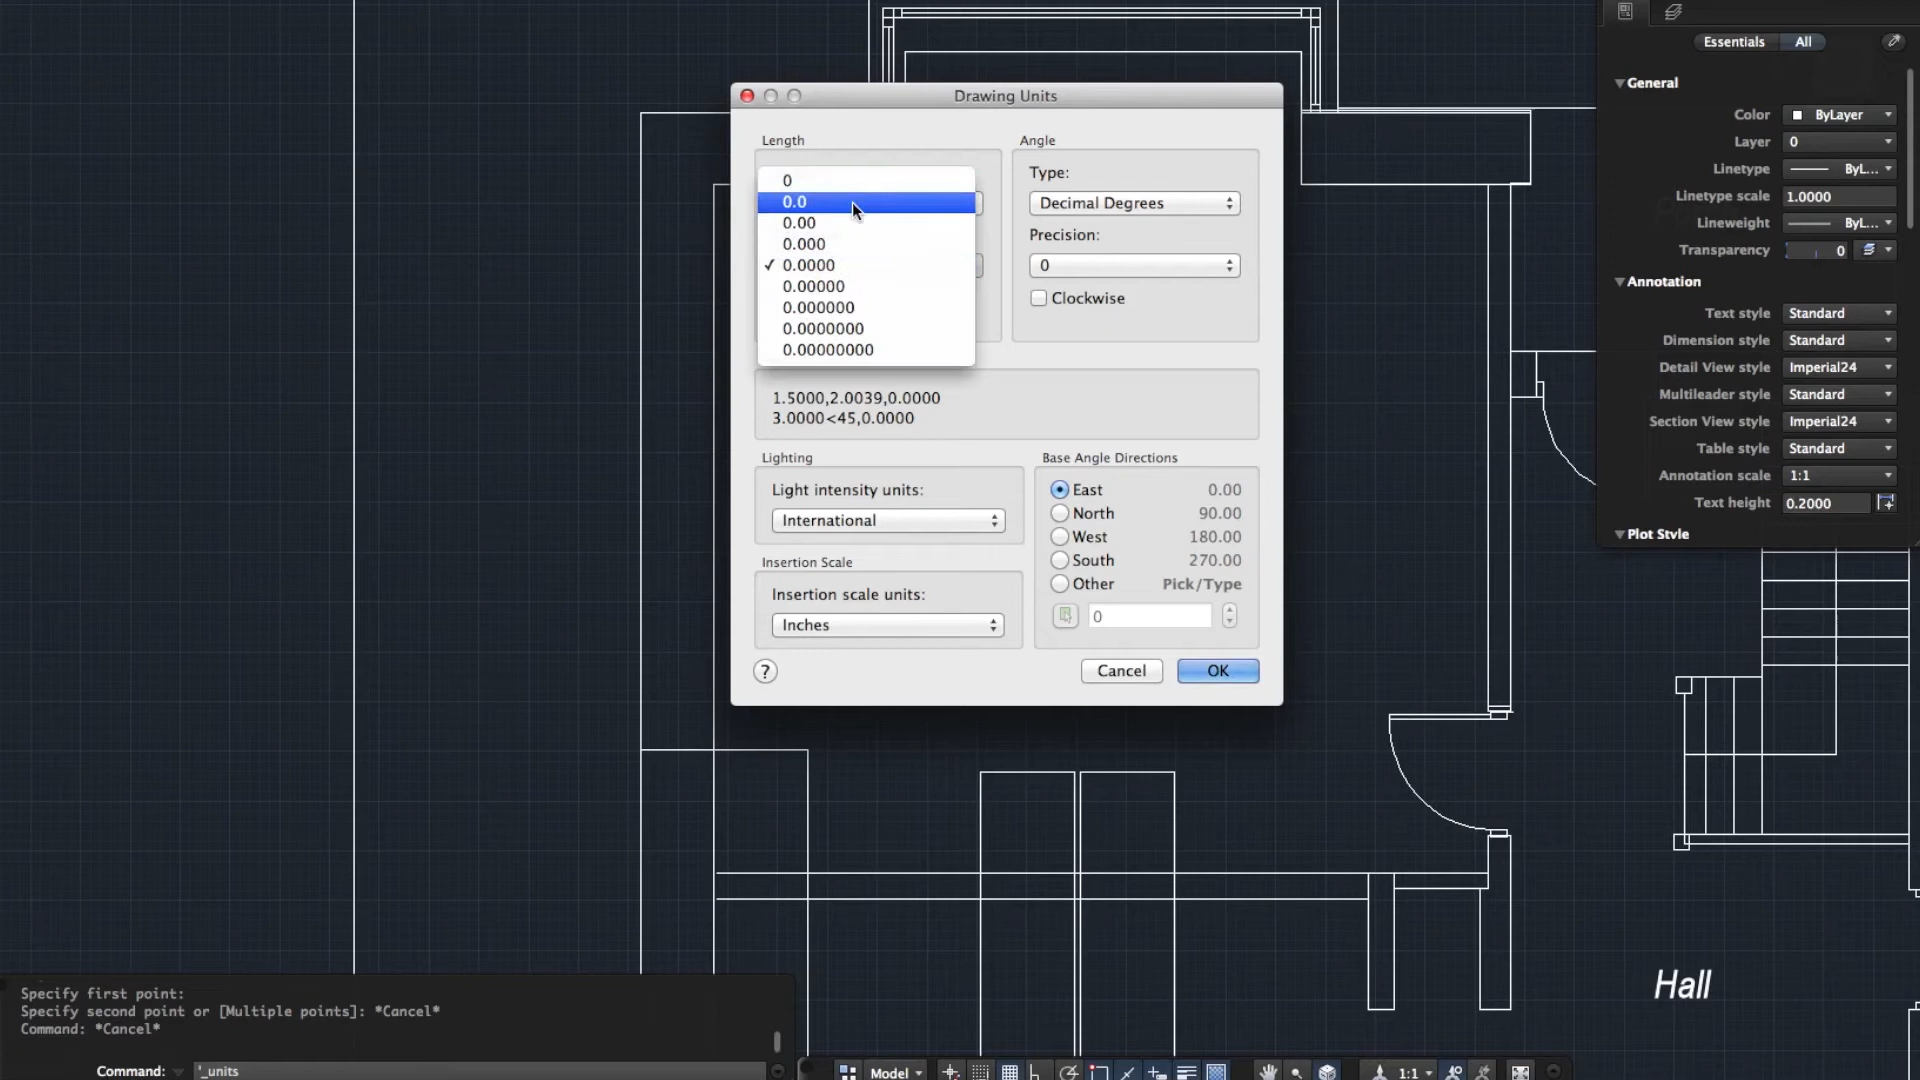 Drawing Units
Length
0
0.0
0.00
0.000
✓ 0.0000
0.00000
0.000000
0.0000000
0.00000000
Angle
Type:
Decimal Degrees
Precision:
0
Clockwise
1.5000,2.0039,0.0000
3.0000<45,0.0000
Lighting
Light intensity units:
International
Insertion Scale
Insertion scale units:
Inches
Base Angle Directions
East 0.00
North 90.00
West 180.00
South 270.00
Other Pick/Type
0
?
Cancel OK
Essentials All
General
Color ByLayer
Layer 0
Linetype ByL...
Linetype scale 1.0000
Lineweight ByL...
Transparency 0
Annotation
Text style Standard
Dimension style Standard
Detail View style Imperial24
Multileader style Standard
Section View style Imperial24
Table style Standard
Annotation scale 1:1
Text height 0.2000
Plot Style
Hall
Specify first point:
Specify second point or [Multiple points]: *Cancel*
Command: *Cancel*
Command: '_units
Model 1:1